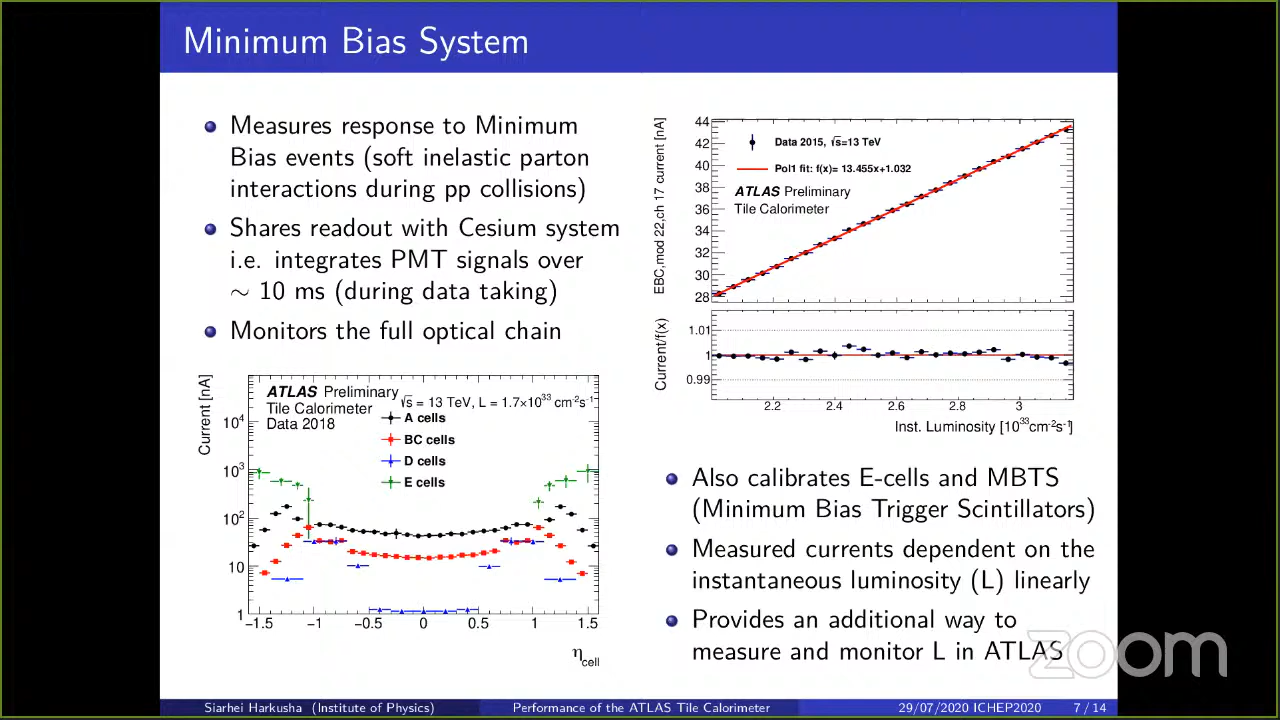 Minimum Bias System
Measures response to Minimum
Bias events (soft inelastic parton
interactions during pp collisions)
Shares readout with Cesium system
i.e. integrates PMT signals over
∼ 10 ms (during data taking)
Monitors the full optical chain
Current [nA]
ATLAS Preliminary
Tile Calorimeter
Data 2018
√s = 13 TeV, L = 1.7×10³³ cm⁻²s⁻¹
A cells
BC cells
D cells
E cells
10⁴
10³
10²
10
1
−1.5 −1 −0.5 0 0.5 1 1.5
η cell
EBC,mod 22,ch 17 current [nA]
44
42
40
38
36
34
32
30
28
Data 2015, √s=13 TeV
Pol1 fit: f(x)= 13.455x+1.032
ATLAS Preliminary
Tile Calorimeter
Current/f(x)
1.01
1
0.99
2.2 2.4 2.6 2.8 3
Inst. Luminosity [10³³cm⁻²s⁻¹]
Also calibrates E-cells and MBTS
(Minimum Bias Trigger Scintillators)
Measured currents dependent on the
instantaneous luminosity (L) linearly
Provides an additional way to
measure and monitor L in ATLAS
zoom
Siarhei Harkusha (Institute of Physics) Performance of the ATLAS Tile Calorimeter 29/07/2020 ICHEP2020 7 / 14